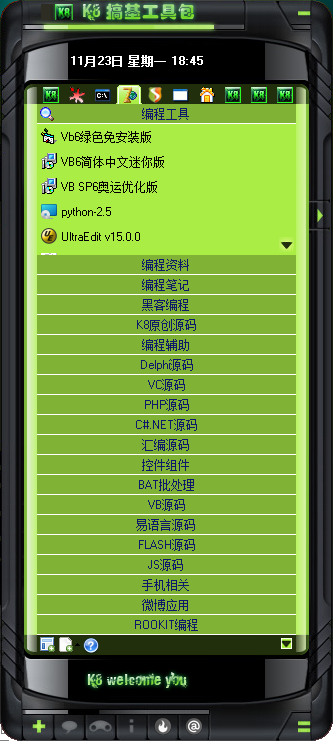 K8 K8 搞基工具包
11月23日 星期一 18:45
K8 C:\ K8 K8 K8
编程工具
Vb6绿色免安装版
VB6简体中文迷你版
VB SP6奥运优化版
python-2.5
UltraEdit v15.0.0
编程资料
编程笔记
黑客编程
K8原创源码
编程辅助
Delphi源码
VC源码
PHP源码
C#.NET源码
汇编源码
控件组件
BAT批处理
VB源码
易语言源码
FLASH源码
JS源码
手机相关
微博应用
ROOKIT编程
K8 welcome you